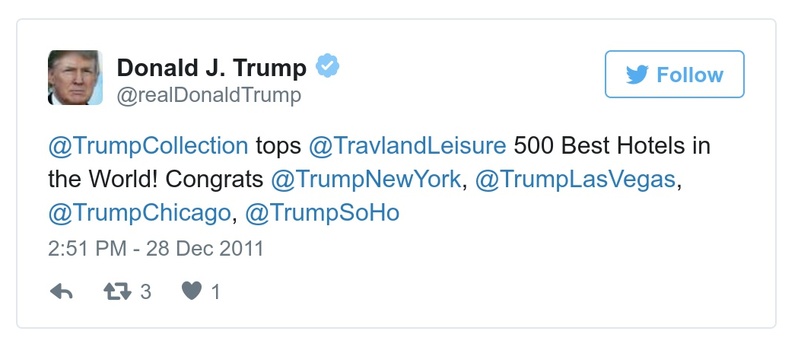 Donald J. Trump
@realDonaldTrump
Follow
@TrumpCollection tops @TravlandLeisure 500 Best Hotels in
the World! Congrats @TrumpNewYork, @TrumpLasVegas,
@TrumpChicago, @TrumpSoHo
2:51 PM - 28 Dec 2011
3
1